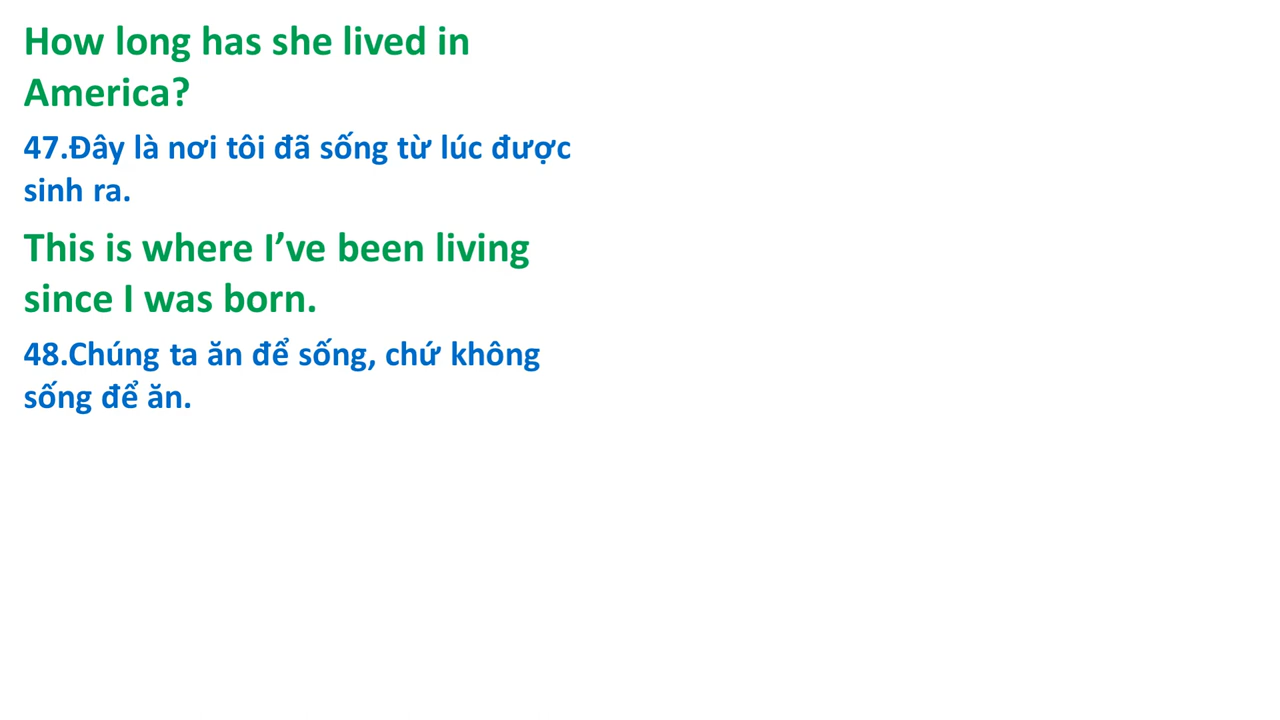 How long has she lived in
America?
47.Đây là nơi tôi đã sống từ lúc được
sinh ra.
This is where I’ve been living
since I was born.
48.Chúng ta ăn để sống, chứ không
sống để ăn.